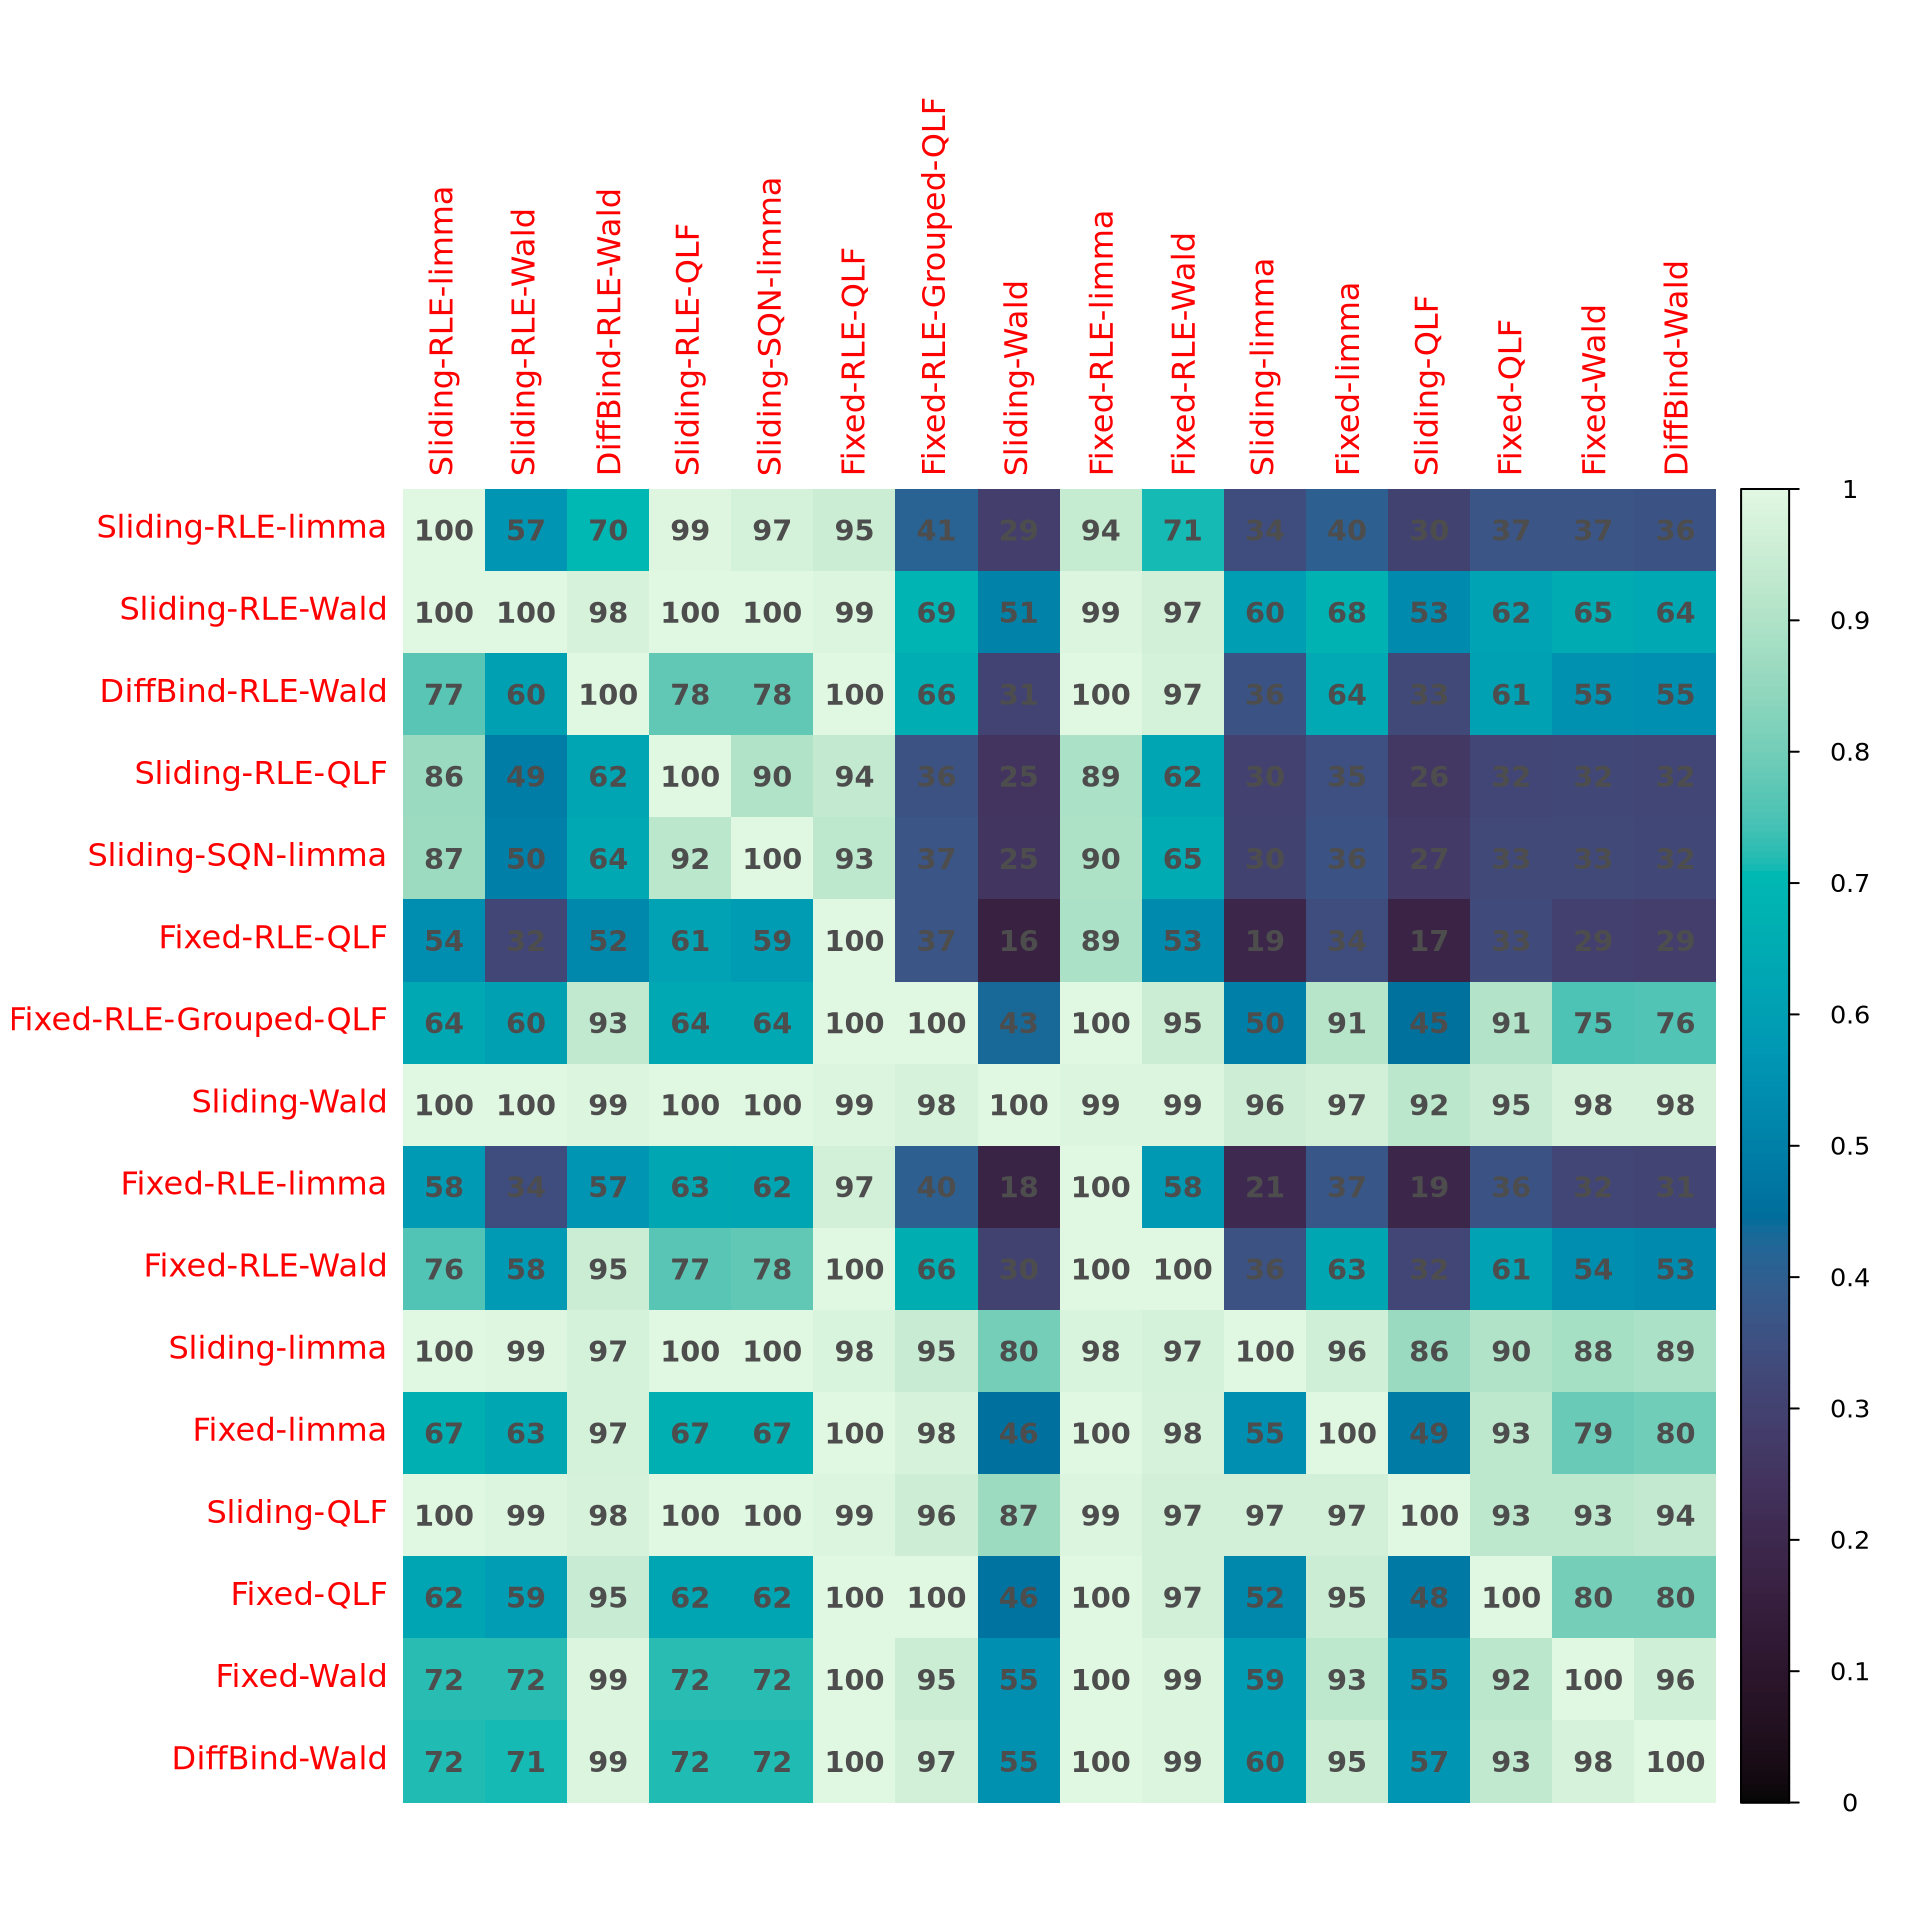 Sliding-RLE-limma
Sliding-RLE-Wald
DiffBind-RLE-Wald
Sliding-RLE-QLF
Sliding-SQN-limma
Fixed-RLE-QLF
Fixed-RLE-Grouped-QLF
Sliding-Wald
Fixed-RLE-limma
Fixed-RLE-Wald
Sliding-limma
Fixed-limma
Sliding-QLF
Fixed-QLF
Fixed-Wald
DiffBind-Wald
Sliding-RLE-limma 100 57 70 99 97 95 41 29 94 71 34 40 30 37 37 36
Sliding-RLE-Wald 100 100 98 100 100 99 69 51 99 97 60 68 53 62 65 64
DiffBind-RLE-Wald 77 60 100 78 78 100 66 31 100 97 36 64 33 61 55 55
Sliding-RLE-QLF 86 49 62 100 90 94 36 25 89 62 30 35 26 32 32 32
Sliding-SQN-limma 87 50 64 92 100 93 37 25 90 65 30 36 27 33 33 32
Fixed-RLE-QLF 54 32 52 61 59 100 37 16 89 53 19 34 17 33 29 29
Fixed-RLE-Grouped-QLF 64 60 93 64 64 100 100 43 100 95 50 91 45 91 75 76
Sliding-Wald 100 100 99 100 100 99 98 100 99 99 96 97 92 95 98 98
Fixed-RLE-limma 58 34 57 63 62 97 40 18 100 58 21 37 19 36 32 31
Fixed-RLE-Wald 76 58 95 77 78 100 66 30 100 100 36 63 32 61 54 53
Sliding-limma 100 99 97 100 100 98 95 80 98 97 100 96 86 90 88 89
Fixed-limma 67 63 97 67 67 100 98 46 100 98 55 100 49 93 79 80
Sliding-QLF 100 99 98 100 100 99 96 87 99 97 97 97 100 93 93 94
Fixed-QLF 62 59 95 62 62 100 100 46 100 97 52 95 48 100 80 80
Fixed-Wald 72 72 99 72 72 100 95 55 100 99 59 93 55 92 100 96
DiffBind-Wald 72 71 99 72 72 100 97 55 100 99 60 95 57 93 98 100
1
0.9
0.8
0.7
0.6
0.5
0.4
0.3
0.2
0.1
0